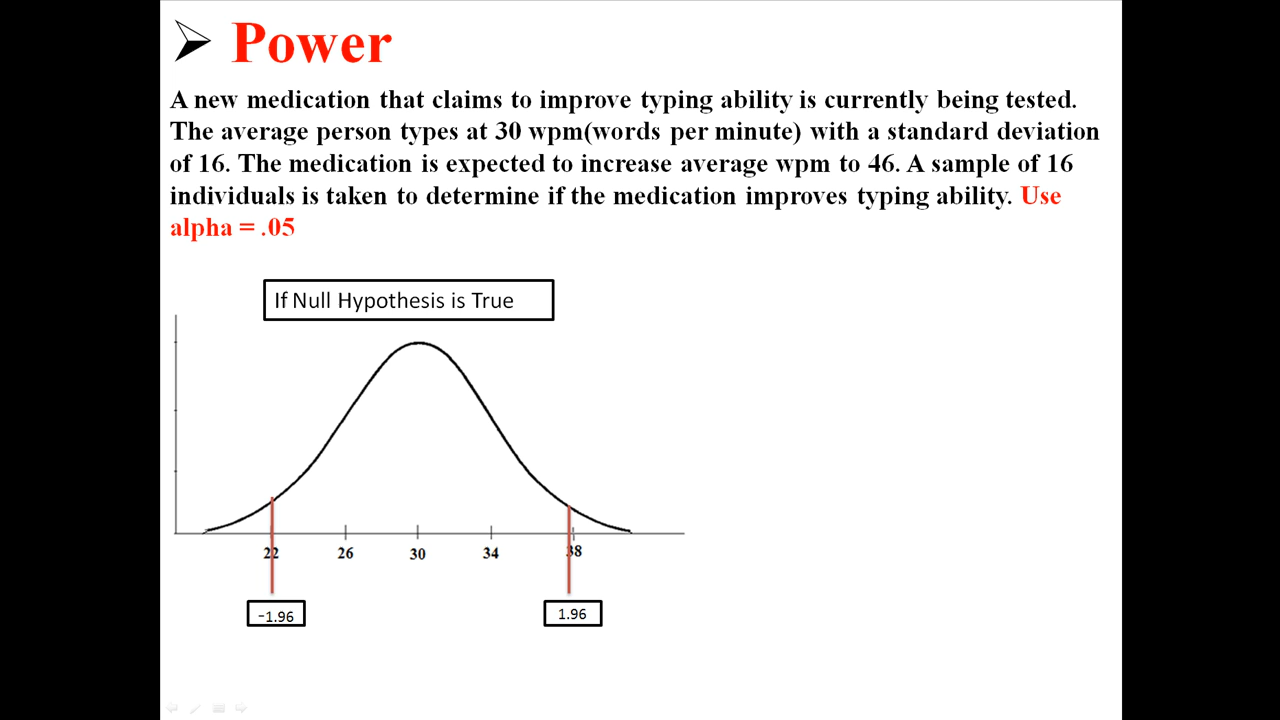 Power
A new medication that claims to improve typing ability is currently being tested.
The average person types at 30 wpm(words per minute) with a standard deviation
of 16. The medication is expected to increase average wpm to 46. A sample of 16
individuals is taken to determine if the medication improves typing ability. Use
alpha = .05
If Null Hypothesis is True
22 26 30 34 38
-1.96 1.96